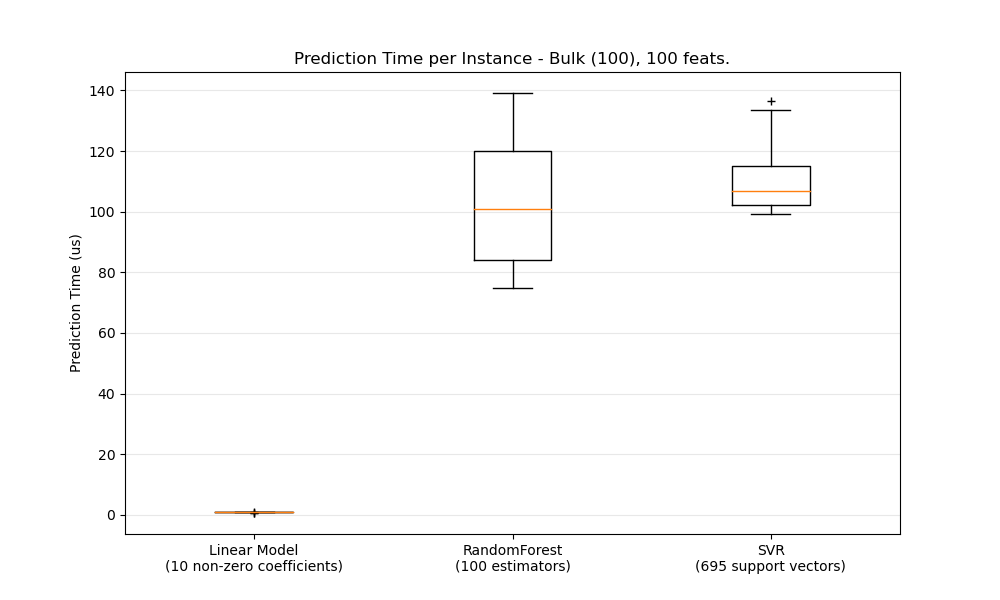 Prediction Time per Instance - Bulk (100), 100 feats.
Prediction Time (us)
140
120
100
80
60
40
20
0
Linear Model
(10 non-zero coefficients)
RandomForest
(100 estimators)
SVR
(695 support vectors)